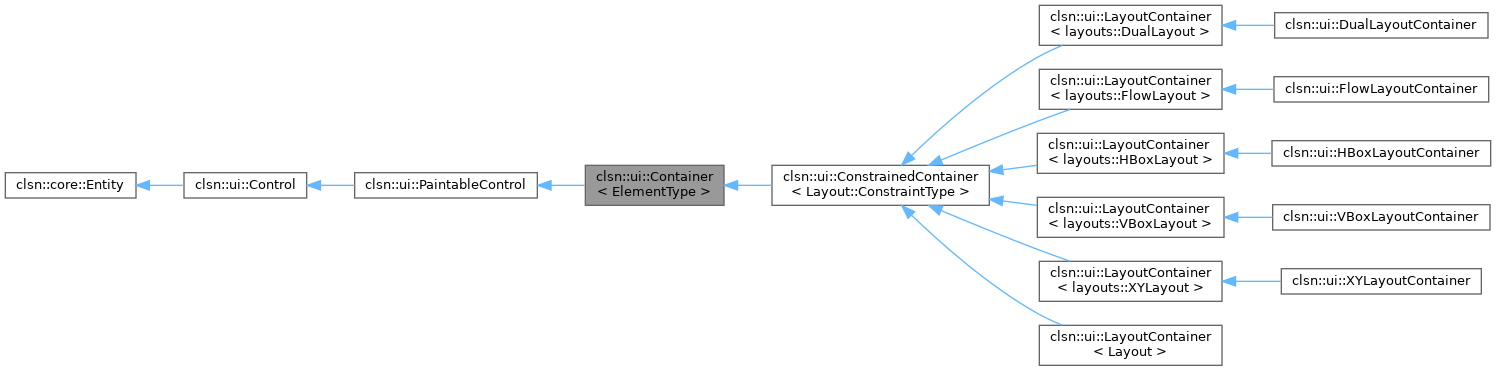 clsn::core::Entity
clsn::ui::Control
clsn::ui::PaintableControl
clsn::ui::Container
< ElementType >
clsn::ui::ConstrainedContainer
< Layout::ConstraintType >
clsn::ui::LayoutContainer
< layouts::DualLayout >
clsn::ui::DualLayoutContainer
clsn::ui::LayoutContainer
< layouts::FlowLayout >
clsn::ui::FlowLayoutContainer
clsn::ui::LayoutContainer
< layouts::HBoxLayout >
clsn::ui::HBoxLayoutContainer
clsn::ui::LayoutContainer
< layouts::VBoxLayout >
clsn::ui::VBoxLayoutContainer
clsn::ui::LayoutContainer
< layouts::XYLayout >
clsn::ui::XYLayoutContainer
clsn::ui::LayoutContainer
< Layout >